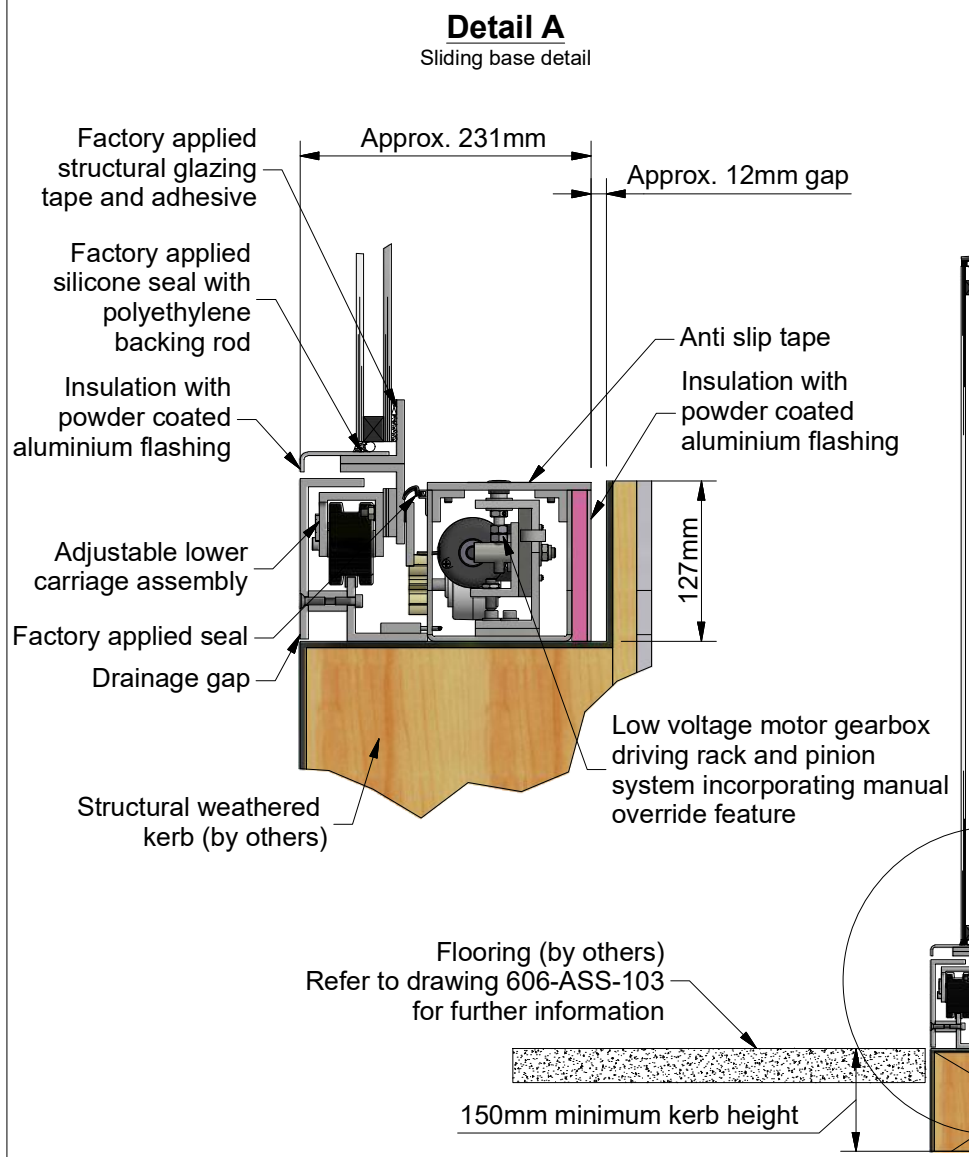 Detail A
Sliding base detail
Factory applied
structural glazing
tape and adhesive
Approx. 231mm
Approx. 12mm gap
Factory applied
silicone seal with
polyethylene
backing rod
Anti slip tape
Insulation with
powder coated
aluminium flashing
Insulation with
powder coated
aluminium flashing
127mm
Adjustable lower
carriage assembly
Factory applied seal
Drainage gap
Low voltage motor gearbox
driving rack and pinion
system incorporating manual
override feature
Structural weathered
kerb (by others)
Flooring (by others)
Refer to drawing 606-ASS-103
for further information
150mm minimum kerb height